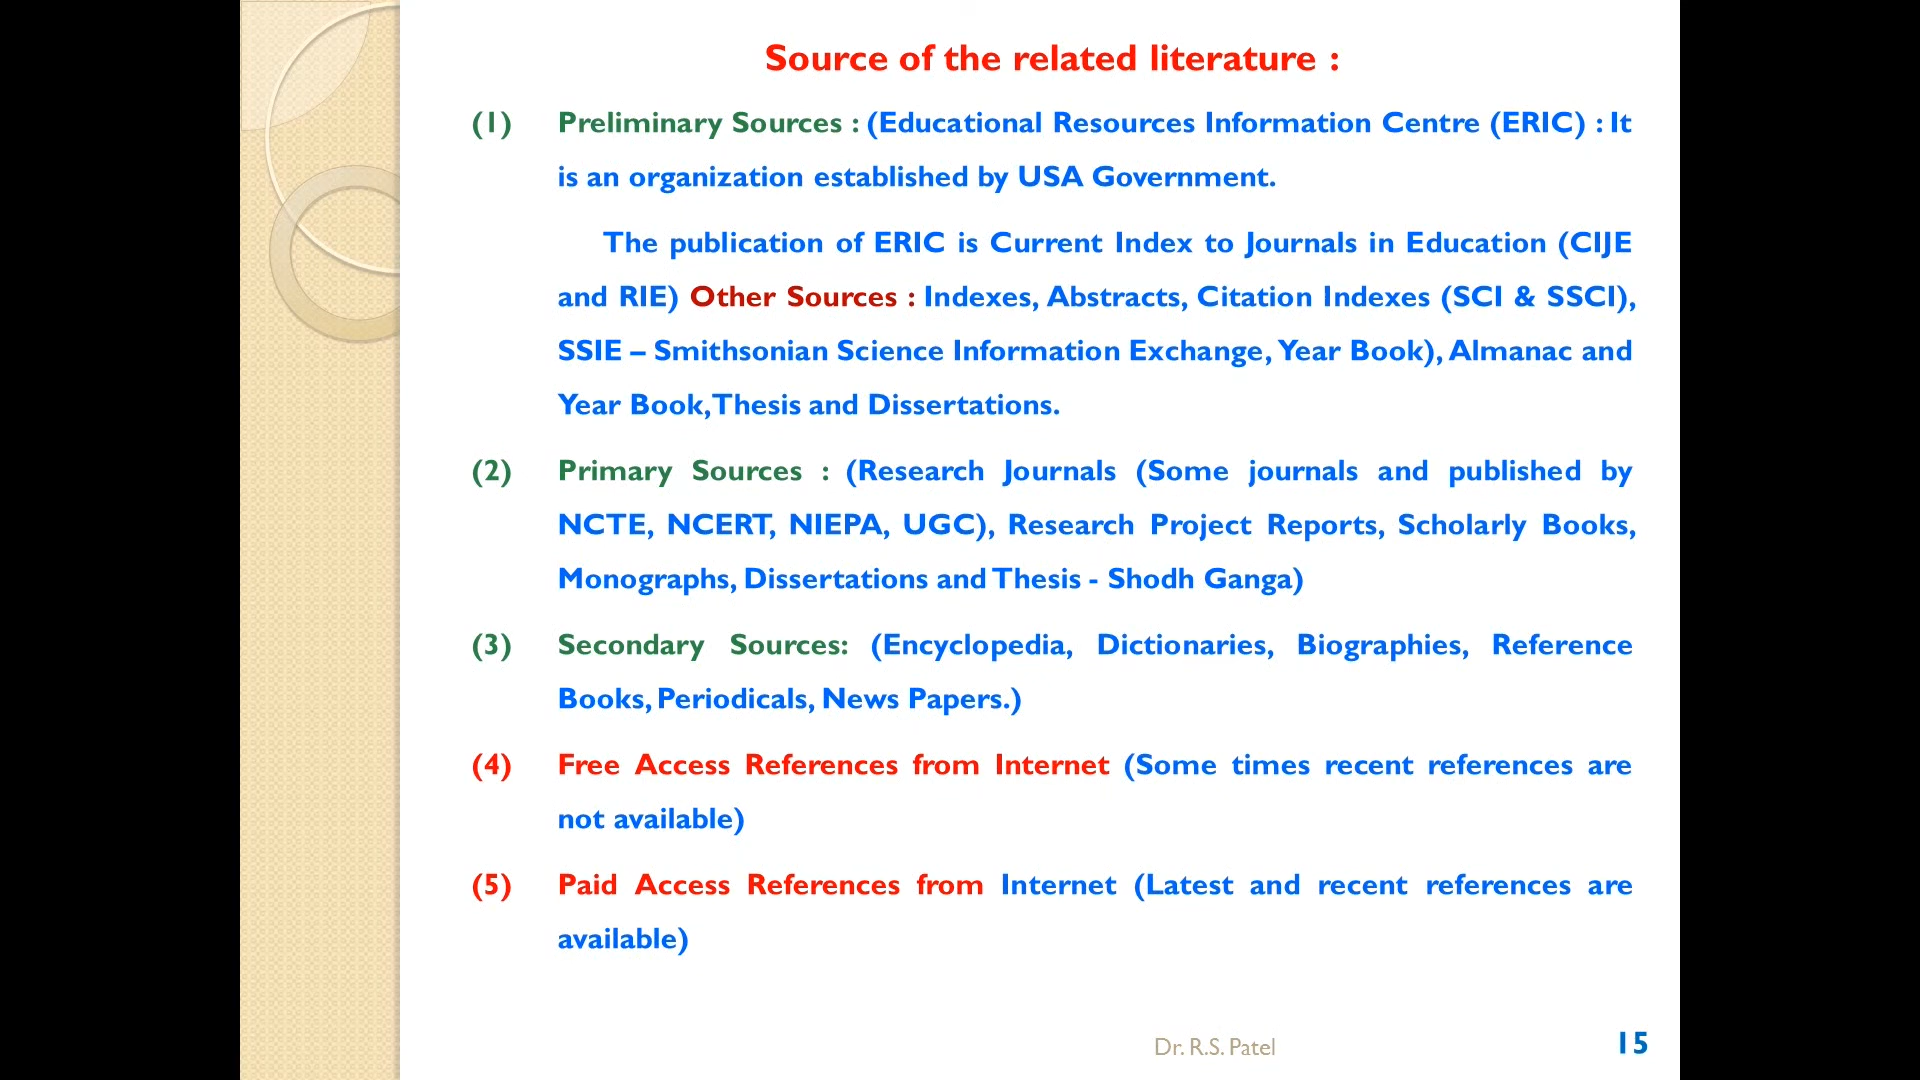 Source of the related literature :
(1) Preliminary Sources : (Educational Resources Information Centre (ERIC) : It
is an organization established by USA Government.
The publication of ERIC is Current Index to Journals in Education (CIJE
and RIE) Other Sources : Indexes, Abstracts, Citation Indexes (SCI & SSCI),
SSIE – Smithsonian Science Information Exchange, Year Book), Almanac and
Year Book, Thesis and Dissertations.
(2) Primary Sources : (Research Journals (Some journals and published by
NCTE, NCERT, NIEPA, UGC), Research Project Reports, Scholarly Books,
Monographs, Dissertations and Thesis - Shodh Ganga)
(3) Secondary Sources: (Encyclopedia, Dictionaries, Biographies, Reference
Books, Periodicals, News Papers.)
(4) Free Access References from Internet (Some times recent references are
not available)
(5) Paid Access References from Internet (Latest and recent references are
available)
Dr. R.S. Patel
15